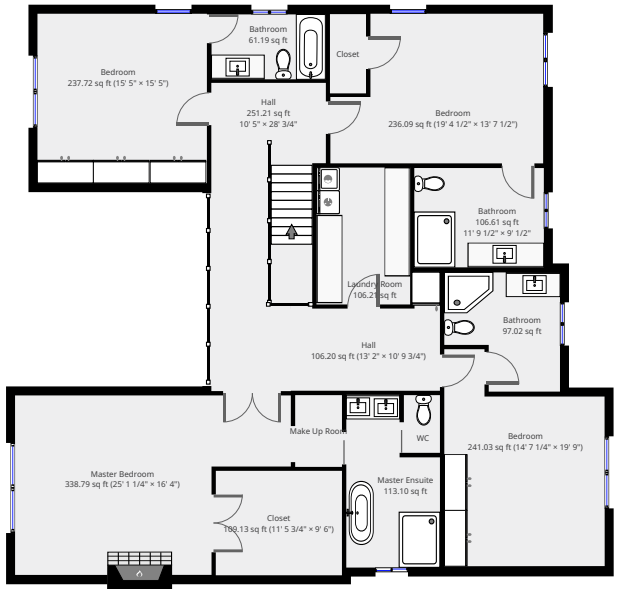 Bathroom
61.19 sq ft
Closet
Bedroom
237.72 sq ft (15' 5" × 15' 5")
Hall
251.21 sq ft
10' 5" × 28' 3/4"
Bedroom
236.09 sq ft (19' 4 1/2" × 13' 7 1/2")
Bathroom
106.61 sq ft
11' 9 1/2" × 9' 1/2"
Laundry Room
106.21 sq ft
Bathroom
97.02 sq ft
Hall
106.20 sq ft (13' 2" × 10' 9 3/4")
Make Up Room
WC
Bedroom
241.03 sq ft (14' 7 1/4" × 19' 9")
Master Bedroom
338.79 sq ft (25' 1 1/4" × 16' 4")
Master Ensuite
113.10 sq ft
Closet
109.13 sq ft (11' 5 3/4" × 9' 6")